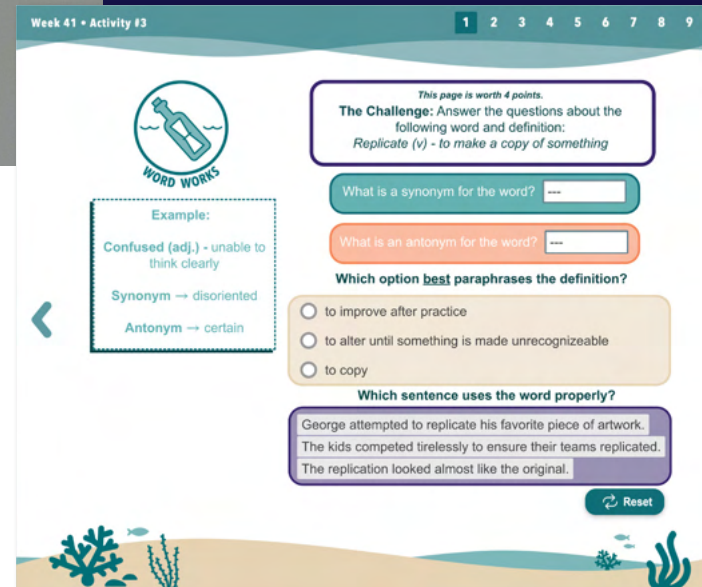 Week 41 • Activity #3
1 2 3 4 5 6 7 8 9
WORD WORKS
Example:
Confused (adj.) - unable to
think clearly
Synonym → disoriented
Antonym → certain
This page is worth 4 points.
The Challenge: Answer the questions about the
following word and definition:
Replicate (v) - to make a copy of something
What is a synonym for the word? ---
What is an antonym for the word? ---
Which option best paraphrases the definition?
to improve after practice
to alter until something is made unrecognizeable
to copy
Which sentence uses the word properly?
George attempted to replicate his favorite piece of artwork.
The kids competed tirelessly to ensure their teams replicated.
The replication looked almost like the original.
Reset